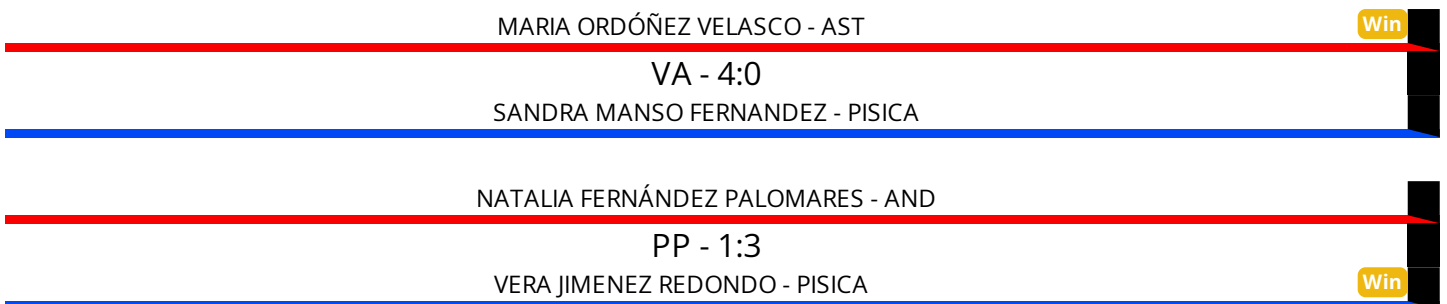 MARIA ORDÓÑEZ VELASCO - AST Win
VA - 4:0
SANDRA MANSO FERNANDEZ - PISICA
NATALIA FERNÁNDEZ PALOMARES - AND
PP - 1:3
VERA JIMENEZ REDONDO - PISICA Win